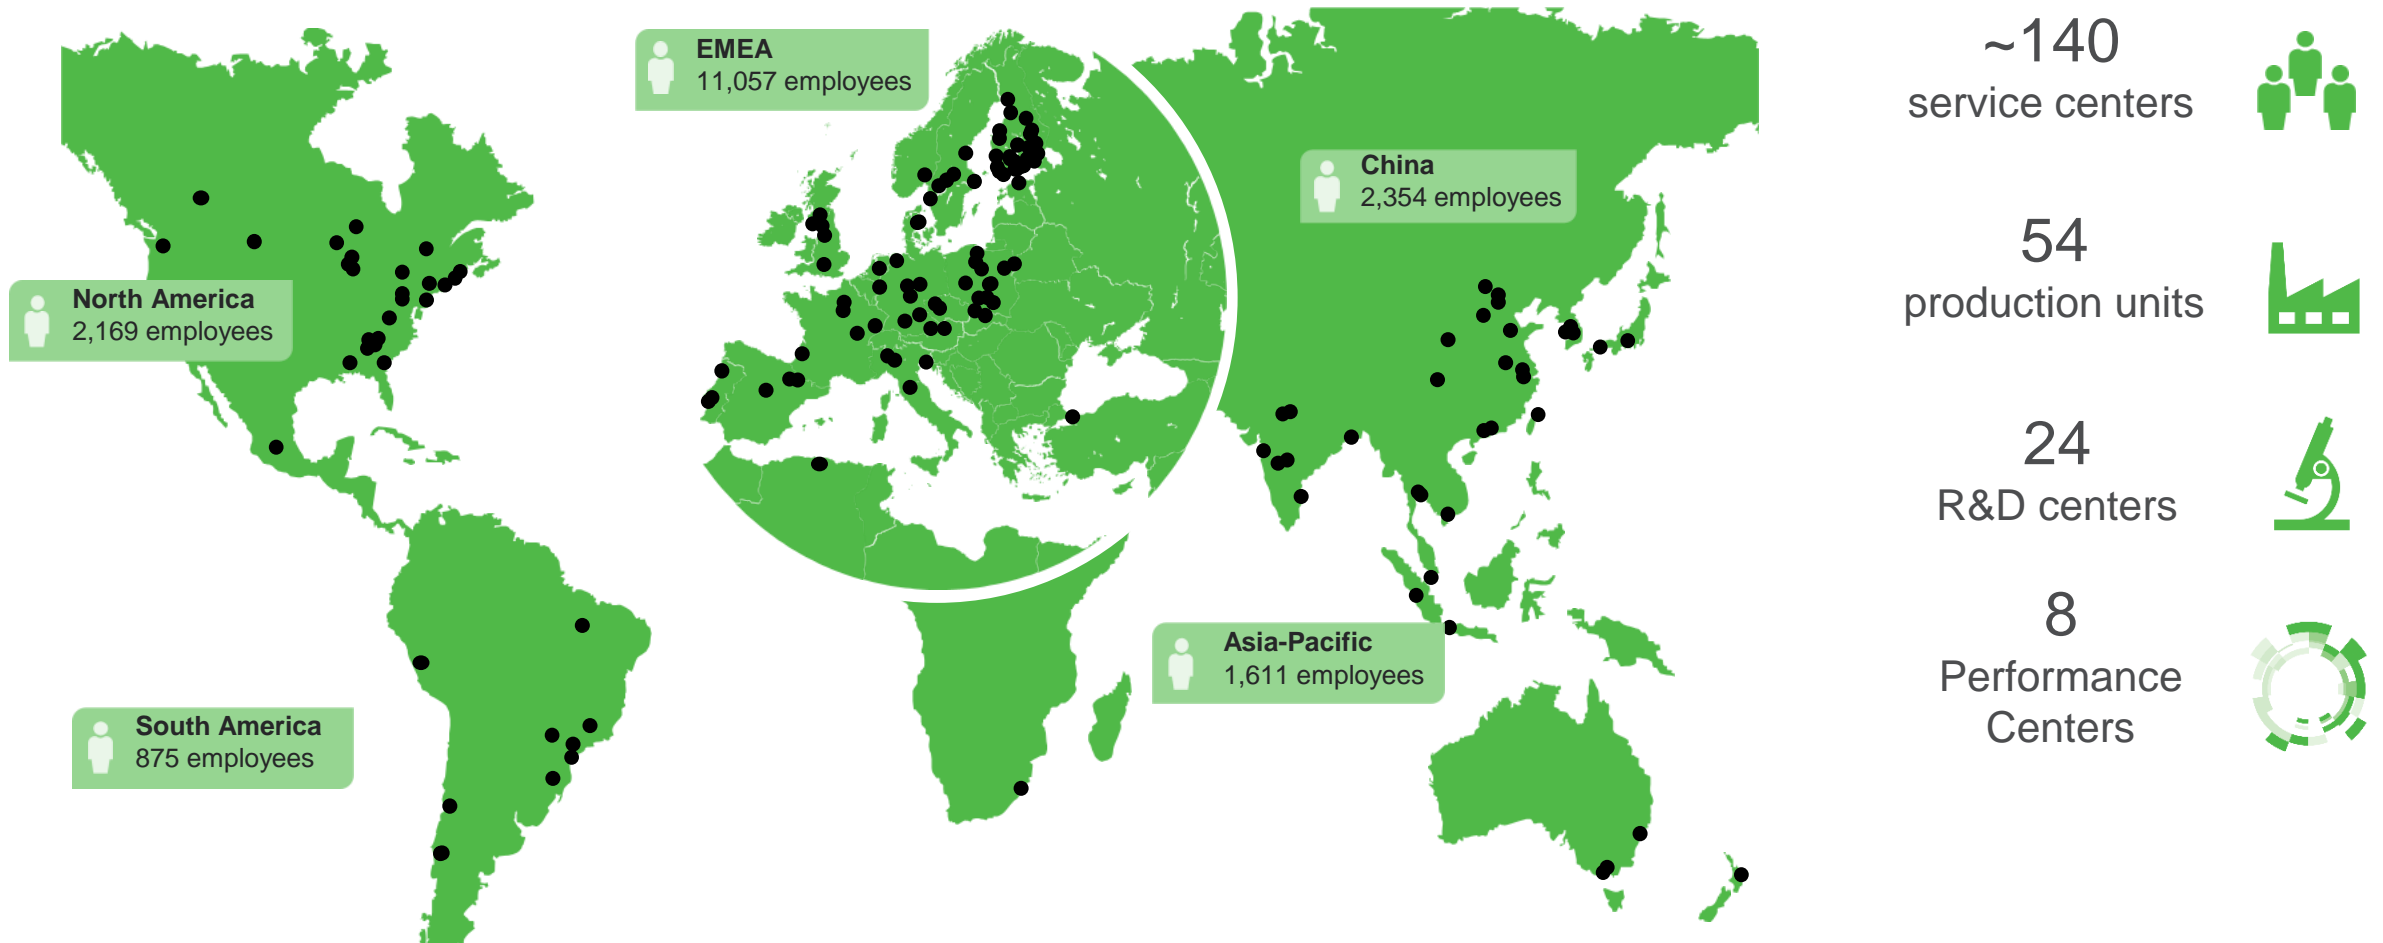 EMEA
11,057 employees
China
2,354 employees
North America
2,169 employees
Asia-Pacific
1,611 employees
South America
875 employees
~140
service centers
54
production units
24
R&D centers
8
Performance
Centers